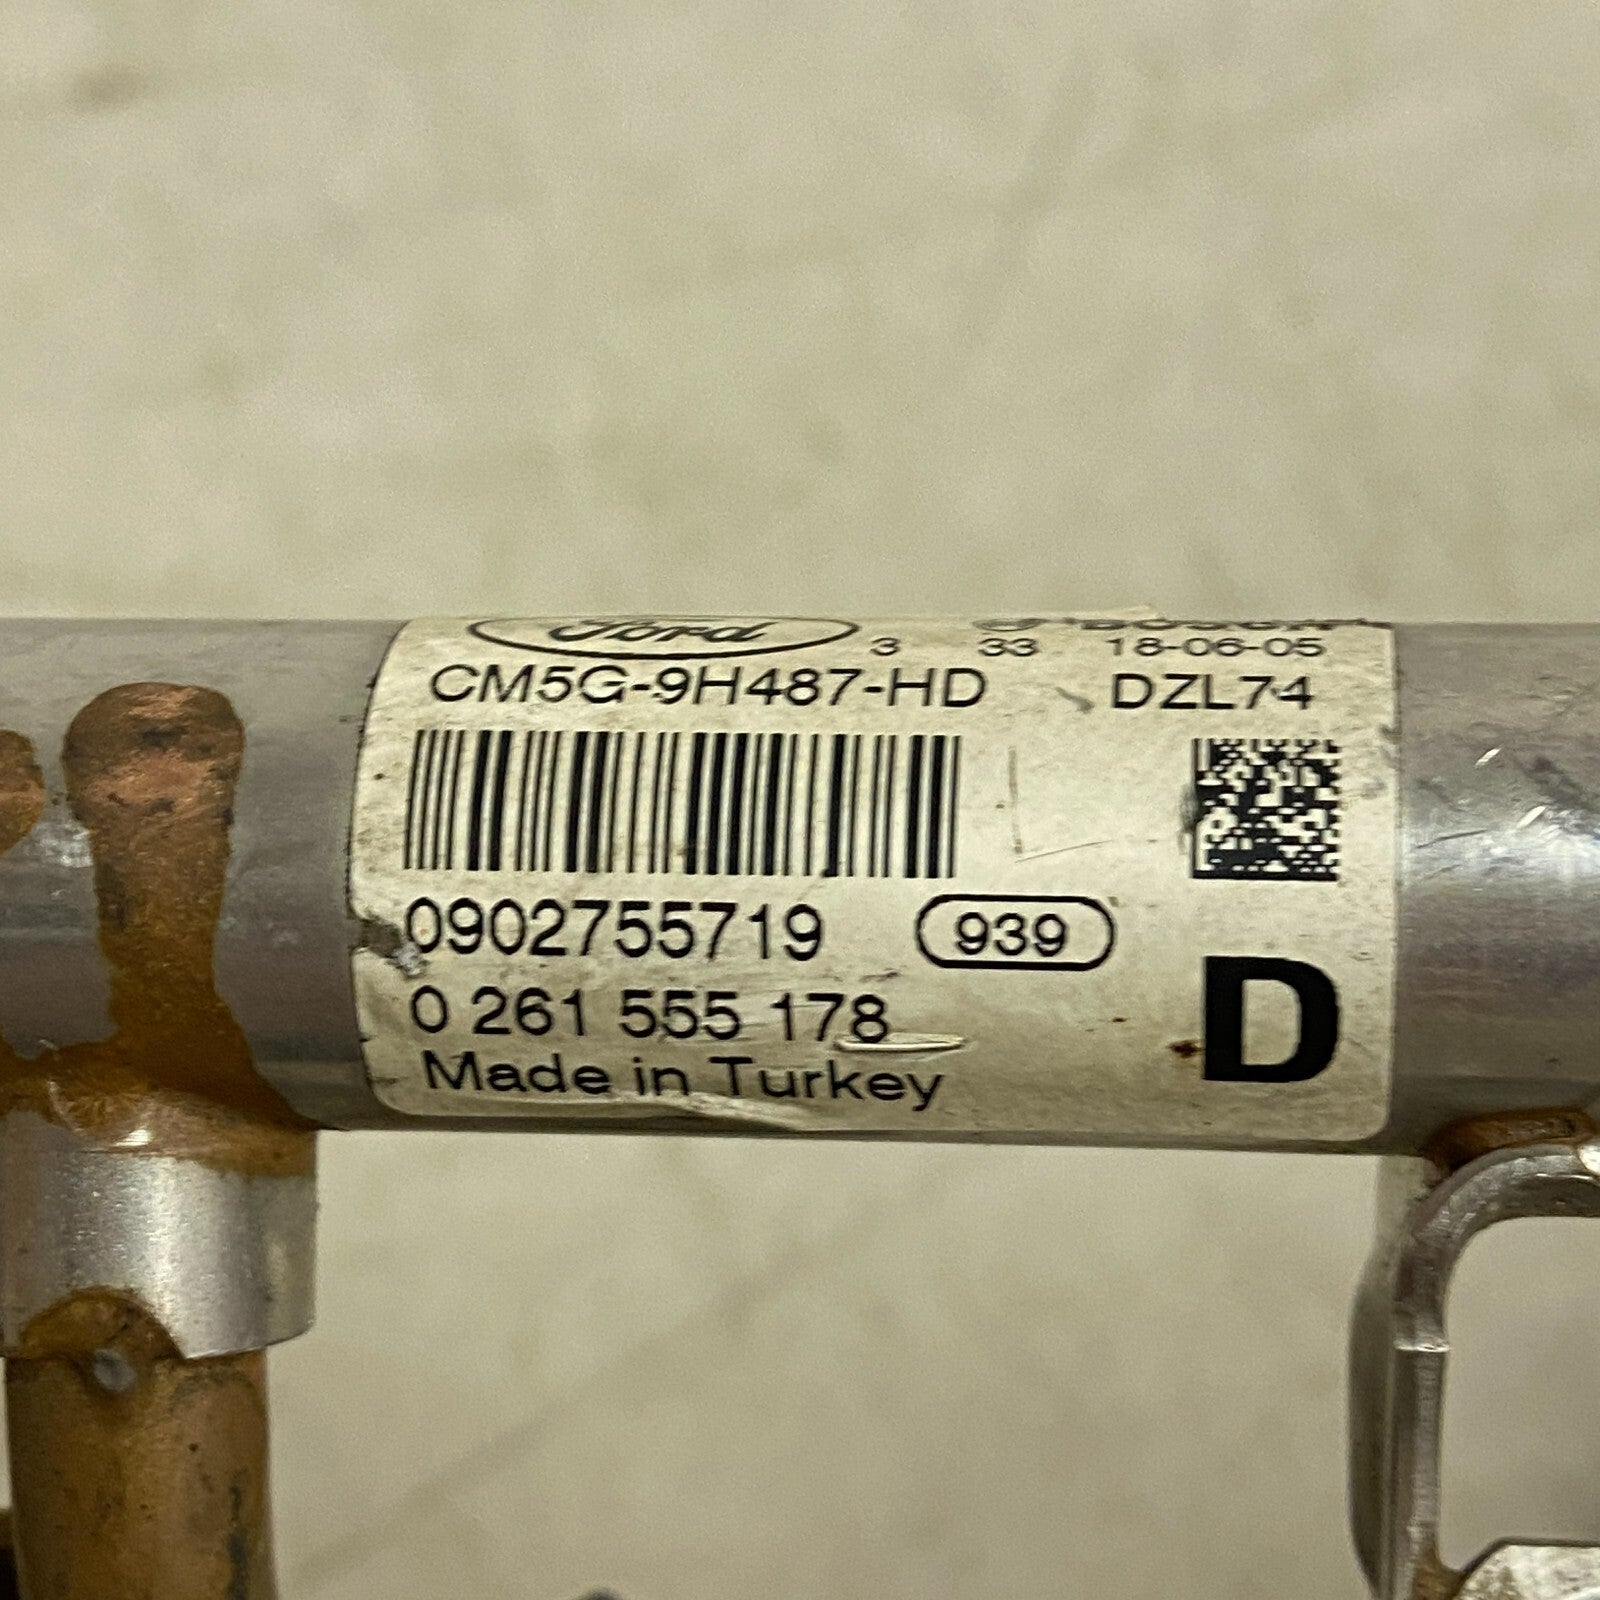 Ford 3 33 BOSCH 18-06-05
CM5G-9H487-HD DZL74
0902755719 939
0 261 555 178 D
Made in Turkey